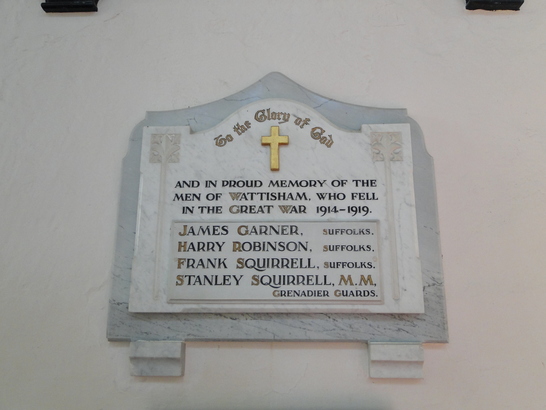 To the Glory of God
AND IN PROUD MEMORY OF THE
MEN OF WATTISHAM, WHO FELL
IN THE GREAT WAR 1914-1919.
JAMES GARNER, SUFFOLKS.
HARRY ROBINSON, SUFFOLKS.
FRANK SQUIRRELL, SUFFOLKS.
STANLEY SQUIRRELL, M.M,
GRENADIER GUARDS.